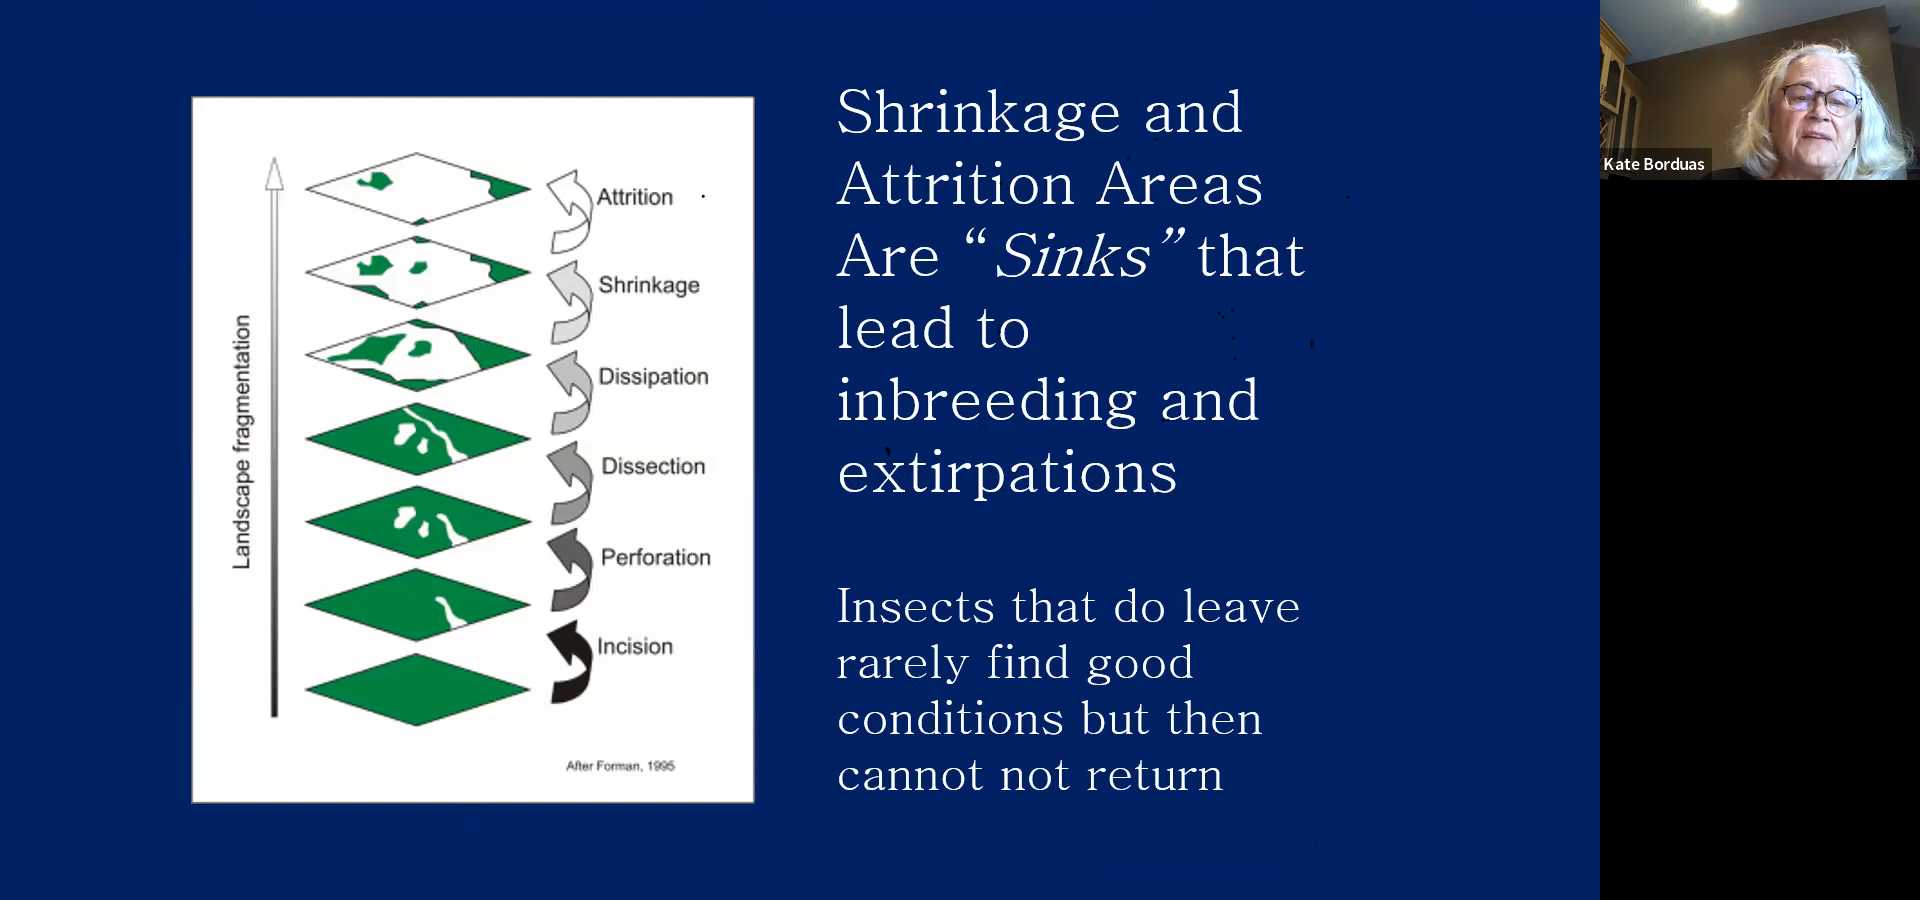 Shrinkage and
Attrition Areas
Are “Sinks” that
lead to
inbreeding and
extirpations
Insects that do leave
rarely find good
conditions but then
cannot not return
Landscape fragmentation
Attrition
Shrinkage
Dissipation
Dissection
Perforation
Incision
After Forman, 1995
Kate Borduas